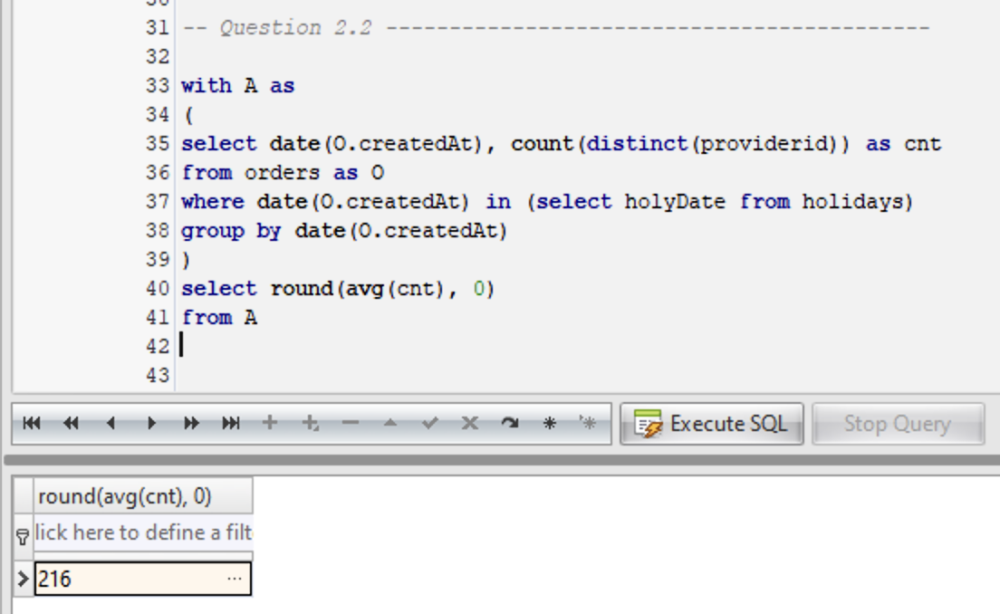 31 -- Question 2.2 -------------------------------------------
32
33 with A as
34 (
35 select date(O.createdAt), count(distinct(providerid)) as cnt
36 from orders as O
37 where date(O.createdAt) in (select holyDate from holidays)
38 group by date(O.createdAt)
39 )
40 select round(avg(cnt), 0)
41 from A
42
43
Execute SQL Stop Query
round(avg(cnt), 0)
lick here to define a filt
216 ...